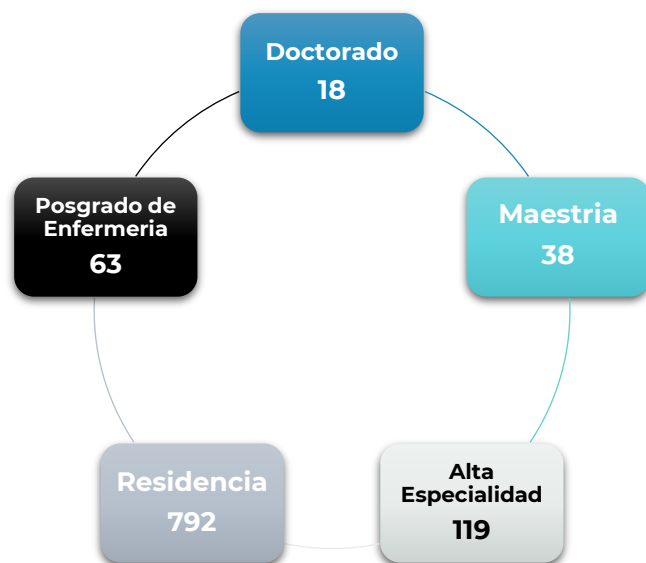 Doctorado
18
Maestria
38
Alta
Especialidad
119
Residencia
792
Posgrado de
Enfermeria
63